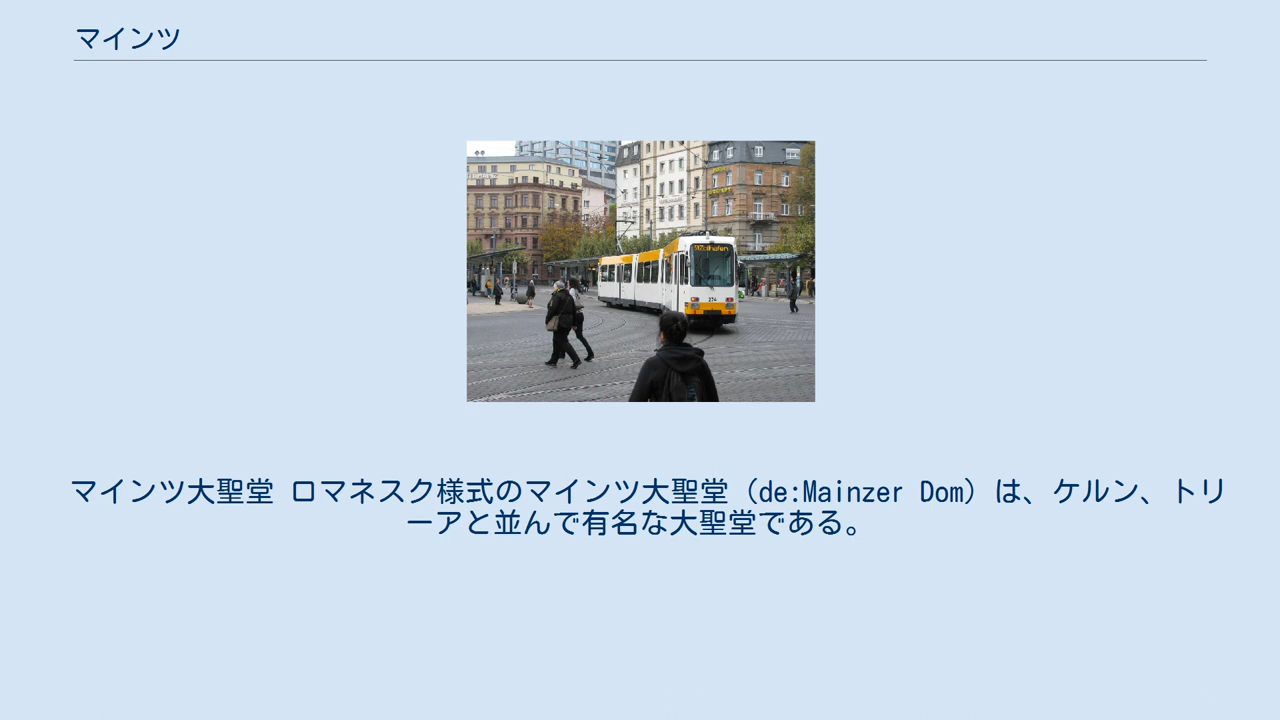 マインツ
Zollhafen
274
マインツ大聖堂 ロマネスク様式のマインツ大聖堂（de:Mainzer Dom）は、ケルン、トリ
ーアと並んで有名な大聖堂である。